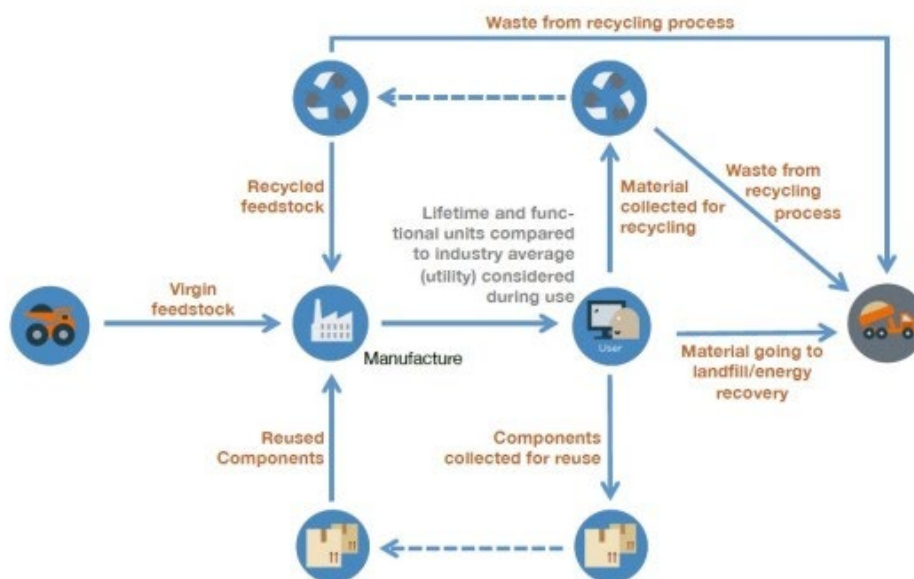 Waste from recycling process
Recycled
feedstock
Material
collected for
recycling
Waste from
recycling
process
Lifetime and func-
tional units compared
to industry average
(utility) considered
during use
Virgin
feedstock
Manufacture
User
Material going to
landfill/energy
recovery
Reused
Components
Components
collected for reuse